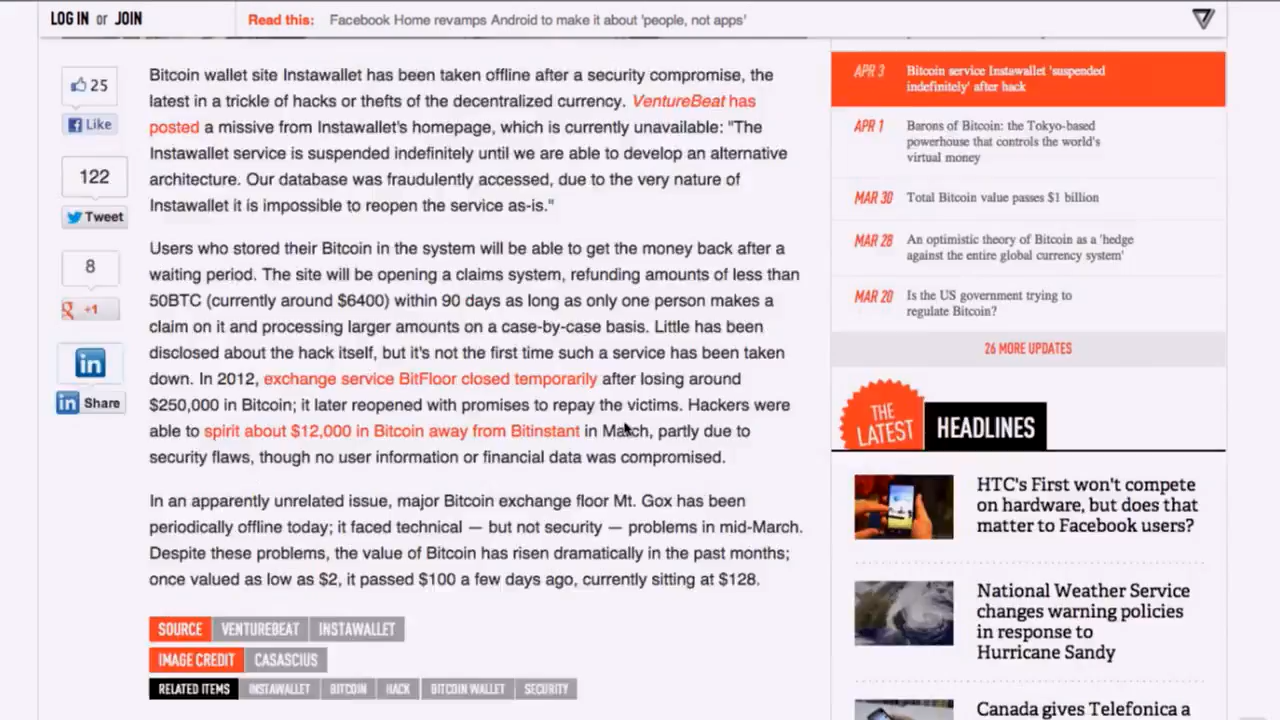 LOG IN or JOIN
Read this: Facebook Home revamps Android to make it about 'people, not apps'
25
Like
122
Tweet
8
+1
in
in Share
Bitcoin wallet site Instawallet has been taken offline after a security compromise, the
latest in a trickle of hacks or thefts of the decentralized currency. VentureBeat has
posted a missive from Instawallet's homepage, which is currently unavailable: "The
Instawallet service is suspended indefinitely until we are able to develop an alternative
architecture. Our database was fraudulently accessed, due to the very nature of
Instawallet it is impossible to reopen the service as-is."
Users who stored their Bitcoin in the system will be able to get the money back after a
waiting period. The site will be opening a claims system, refunding amounts of less than
50BTC (currently around $6400) within 90 days as long as only one person makes a
claim on it and processing larger amounts on a case-by-case basis. Little has been
disclosed about the hack itself, but it's not the first time such a service has been taken
down. In 2012, exchange service BitFloor closed temporarily after losing around
$250,000 in Bitcoin; it later reopened with promises to repay the victims. Hackers were
able to spirit about $12,000 in Bitcoin away from Bitinstant in March, partly due to
security flaws, though no user information or financial data was compromised.
In an apparently unrelated issue, major Bitcoin exchange floor Mt. Gox has been
periodically offline today; it faced technical — but not security — problems in mid-March.
Despite these problems, the value of Bitcoin has risen dramatically in the past months;
once valued as low as $2, it passed $100 a few days ago, currently sitting at $128.
SOURCE VENTUREBEAT INSTAWALLET
IMAGE CREDIT CASASCIUS
RELATED ITEMS INSTAWALLET BITCOIN HACK BITCOIN WALLET SECURITY
APR 3 Bitcoin service Instawallet 'suspended
indefinitely' after hack
APR 1 Barons of Bitcoin: the Tokyo-based
powerhouse that controls the world's
virtual money
MAR 30 Total Bitcoin value passes $1 billion
MAR 28 An optimistic theory of Bitcoin as a 'hedge
against the entire global currency system'
MAR 20 Is the US government trying to
regulate Bitcoin?
26 MORE UPDATES
THE
LATEST
HEADLINES
HTC's First won't compete
on hardware, but does that
matter to Facebook users?
National Weather Service
changes warning policies
in response to
Hurricane Sandy
Canada gives Telefonica a